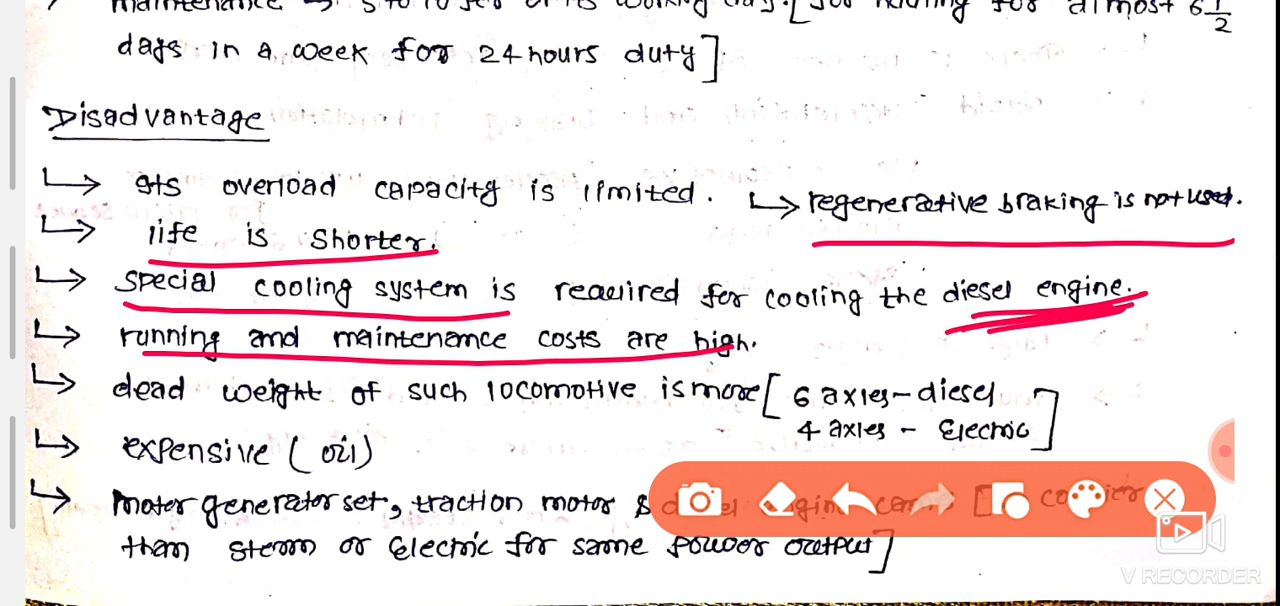 days in a week for 24 hours duty]
Disadvantage
↳ Its overload capacity is limited.
↳ regenerative braking is not used.
↳ life is shorter.
↳ special cooling system is required for cooling the diesel engine.
↳ running and maintenance costs are high.
↳ dead weight of such locomotive is more [6 axles - diesel
4 axles - Electric]
↳ expensive (oil)
↳ motor generator set, traction motor &
than steam or Electric for same power output]
V RECORDER